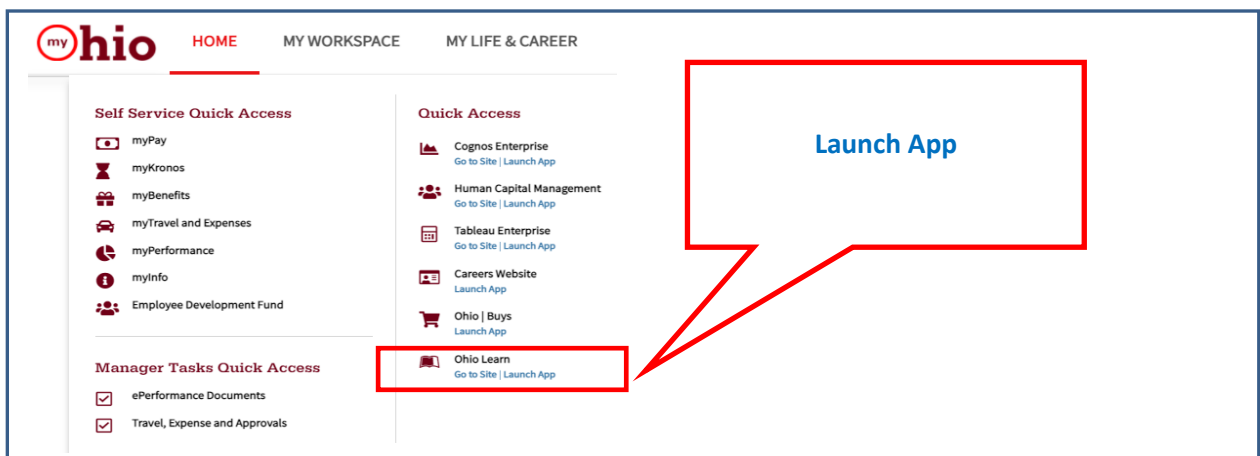 my hio HOME MY WORKSPACE MY LIFE & CAREER
Self Service Quick Access
myPay
myKronos
myBenefits
myTravel and Expenses
myPerformance
myInfo
Employee Development Fund
Manager Tasks Quick Access
ePerformance Documents
Travel, Expense and Approvals
Quick Access
Cognos Enterprise
Go to Site | Launch App
Human Capital Management
Go to Site | Launch App
Tableau Enterprise
Go to Site | Launch App
Careers Website
Launch App
Ohio | Buys
Launch App
Ohio Learn
Go to Site | Launch App
Launch App